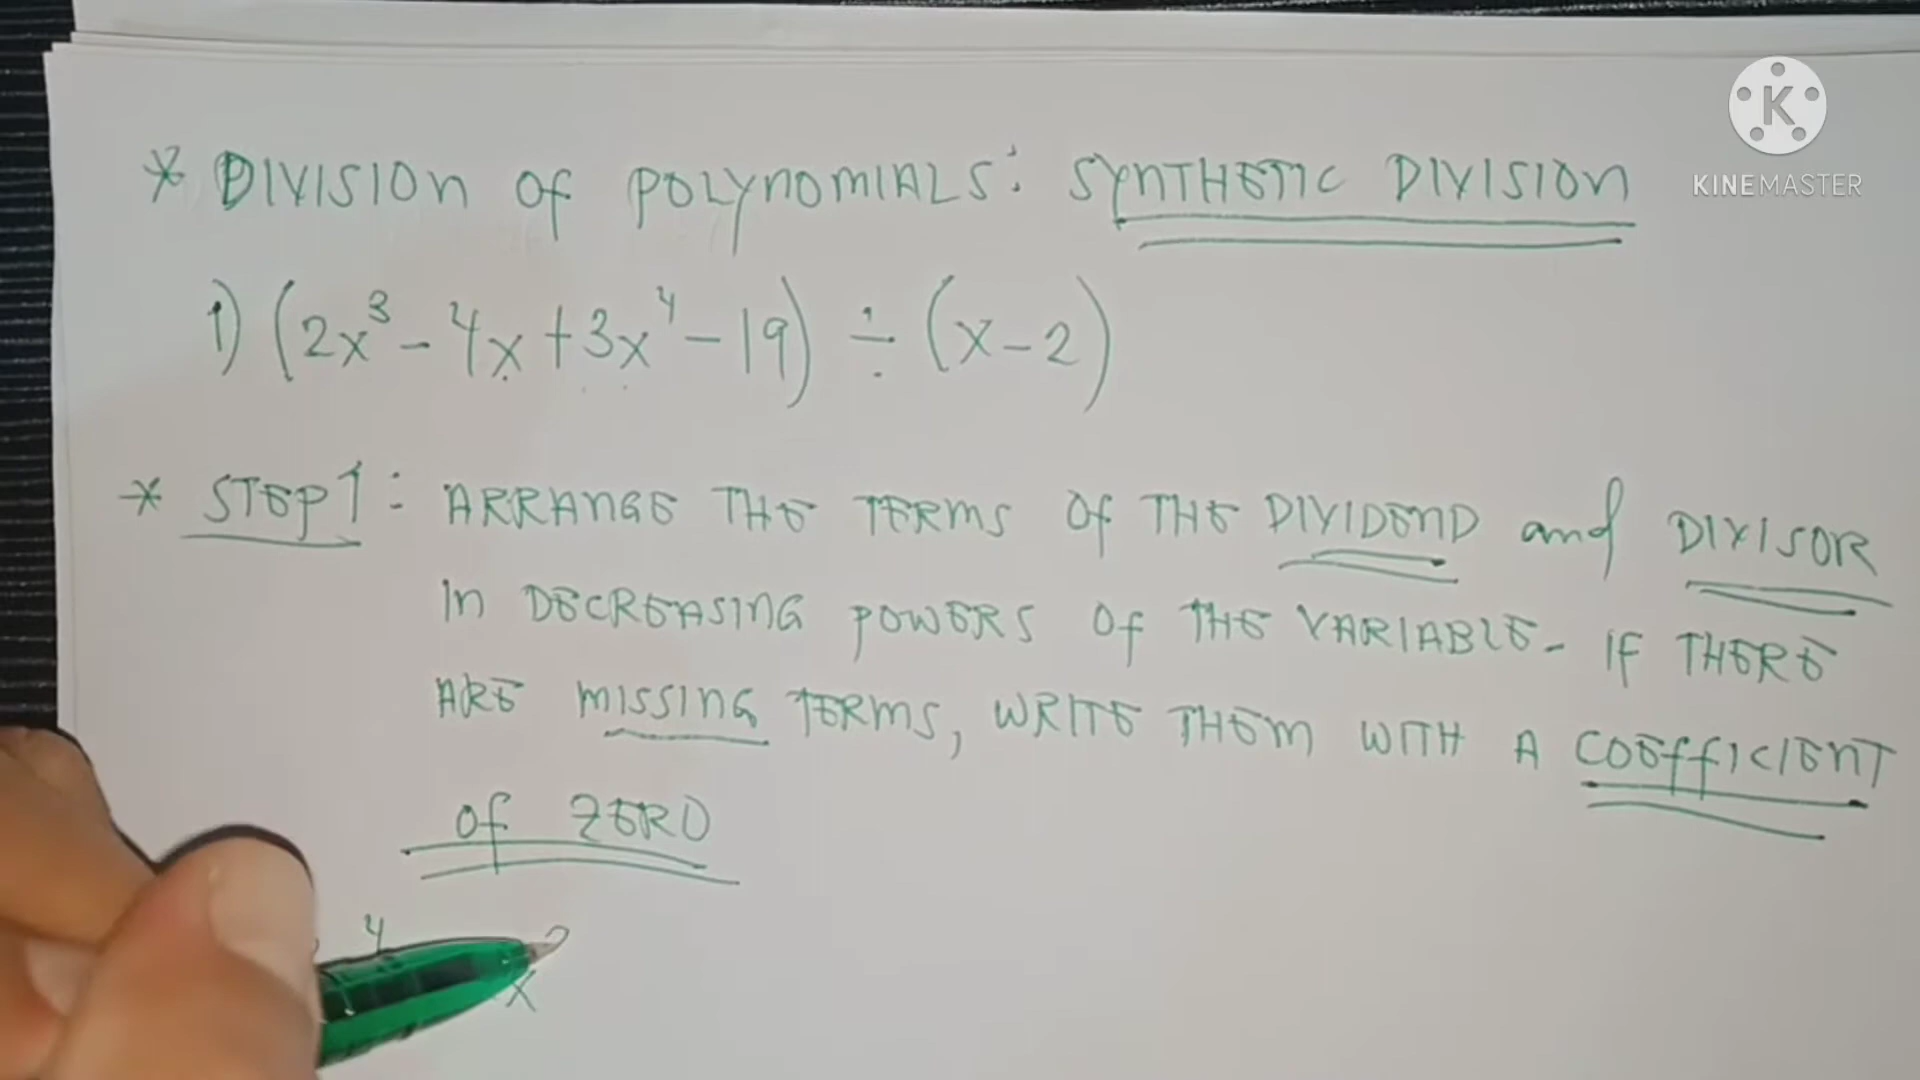 K
KINEMASTER
* DIVISION of POLYNOMIALS: SYNTHETIC DIVISION
1) (2x³ - 4x + 3x⁴ - 19) ÷ (x - 2)
* STEP 1: ARRANGE THE TERMS of THE DIVIDEND and DIVISOR
In DECREASING POWERS of THE VARIABLE. If THERE
ARE MISSING TERMS, WRITE THEM WITH A COEFFICIENT
of ZERO
4
x